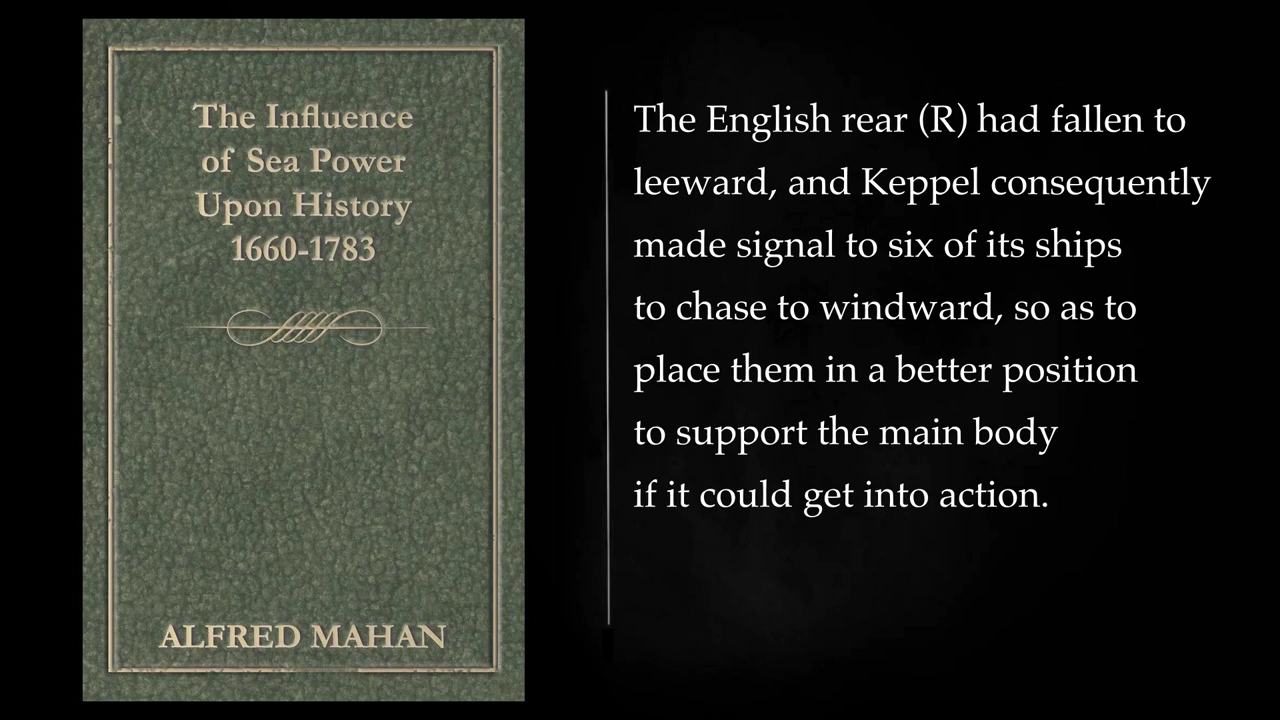 The Influence
of Sea Power
Upon History
1660-1783
ALFRED MAHAN
The English rear (R) had fallen to
leeward, and Keppel consequently
made signal to six of its ships
to chase to windward, so as to
place them in a better position
to support the main body
if it could get into action.